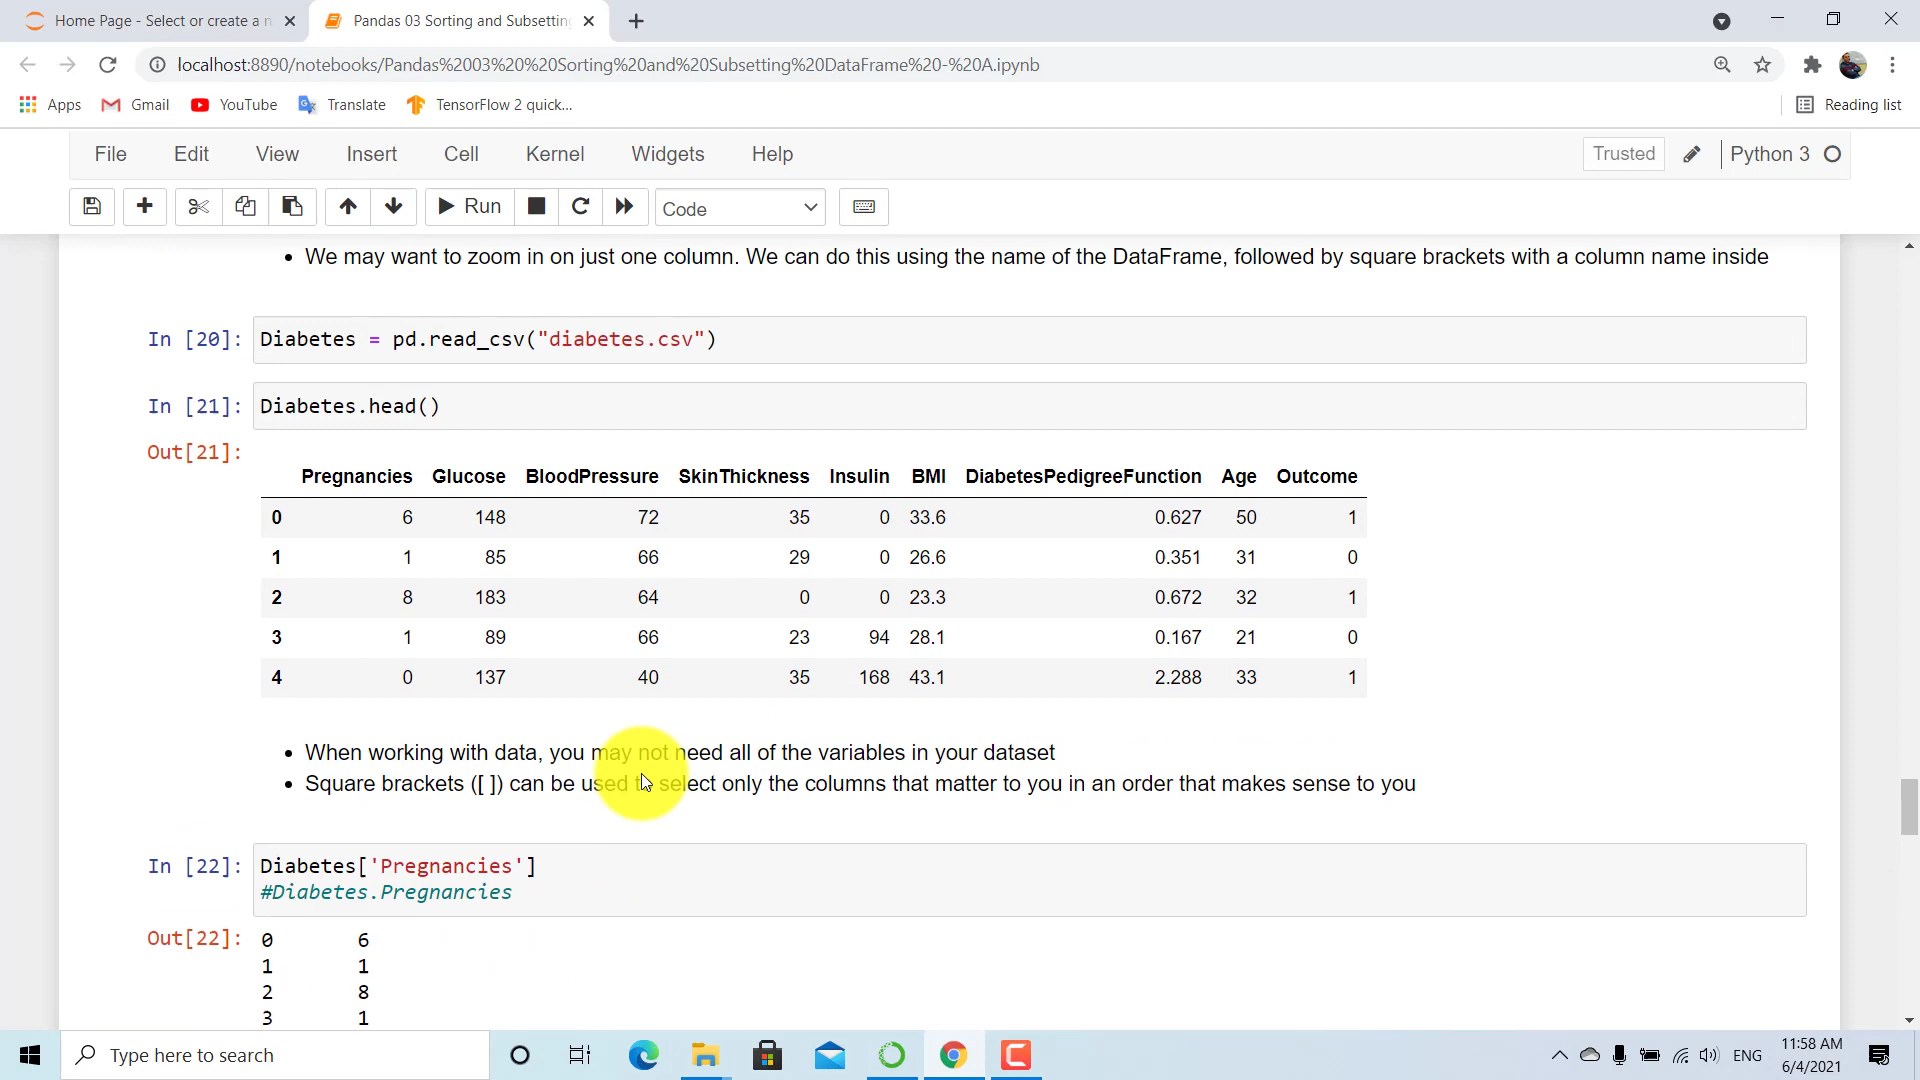 Home Page - Select or create a n
Pandas 03 Sorting and Subsetting
localhost:8890/notebooks/Pandas%2003%20%20Sorting%20and%20Subsetting%20DataFrame%20-%20A.ipynb
Apps Gmail YouTube Translate TensorFlow 2 quick... Reading list
File Edit View Insert Cell Kernel Widgets Help Trusted Python 3
Run Code
• We may want to zoom in on just one column. We can do this using the name of the DataFrame, followed by square brackets with a column name inside
In [20]: Diabetes = pd.read_csv("diabetes.csv")
In [21]: Diabetes.head()
Out[21]:
Pregnancies Glucose BloodPressure SkinThickness Insulin BMI DiabetesPedigreeFunction Age Outcome
0 6 148 72 35 0 33.6 0.627 50 1
1 1 85 66 29 0 26.6 0.351 31 0
2 8 183 64 0 0 23.3 0.672 32 1
3 1 89 66 23 94 28.1 0.167 21 0
4 0 137 40 35 168 43.1 2.288 33 1
• When working with data, you may not need all of the variables in your dataset
• Square brackets ([ ]) can be used to select only the columns that matter to you in an order that makes sense to you
In [22]: Diabetes['Pregnancies']
#Diabetes.Pregnancies
Out[22]: 0 6
1 1
2 8
3 1
Type here to search
ENG
11:58 AM
6/4/2021